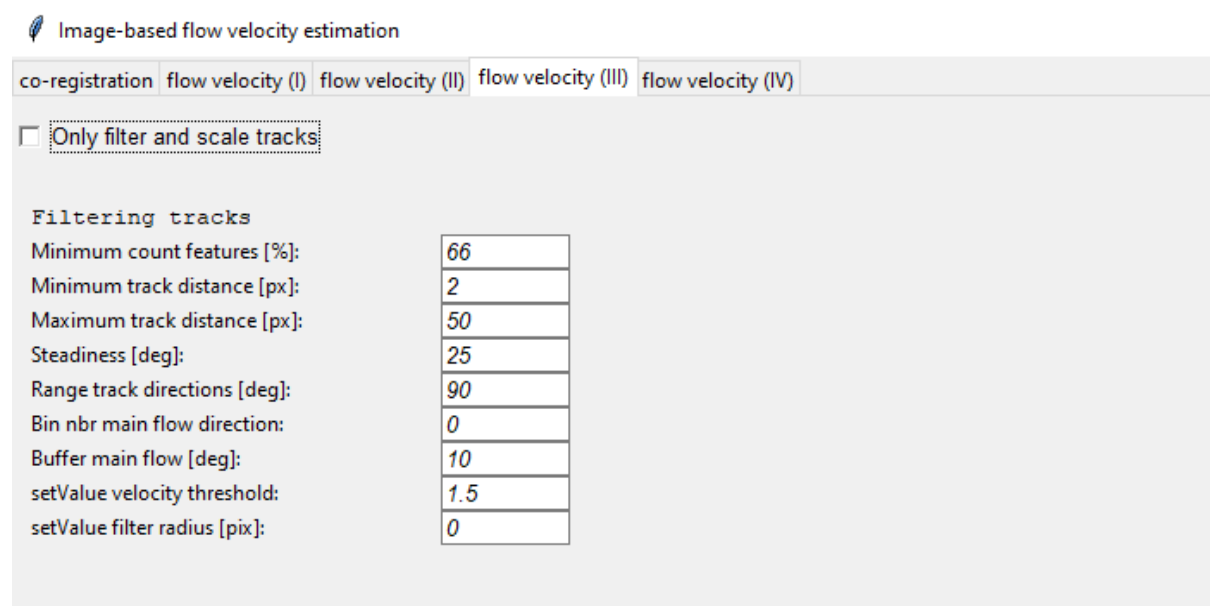 Image-based flow velocity estimation
co-registration flow velocity (I) flow velocity (II) flow velocity (III) flow velocity (IV)
Only filter and scale tracks
Filtering tracks
Minimum count features [%]: 66
Minimum track distance [px]: 2
Maximum track distance [px]: 50
Steadiness [deg]: 25
Range track directions [deg]: 90
Bin nbr main flow direction: 0
Buffer main flow [deg]: 10
setValue velocity threshold: 1.5
setValue filter radius [pix]: 0